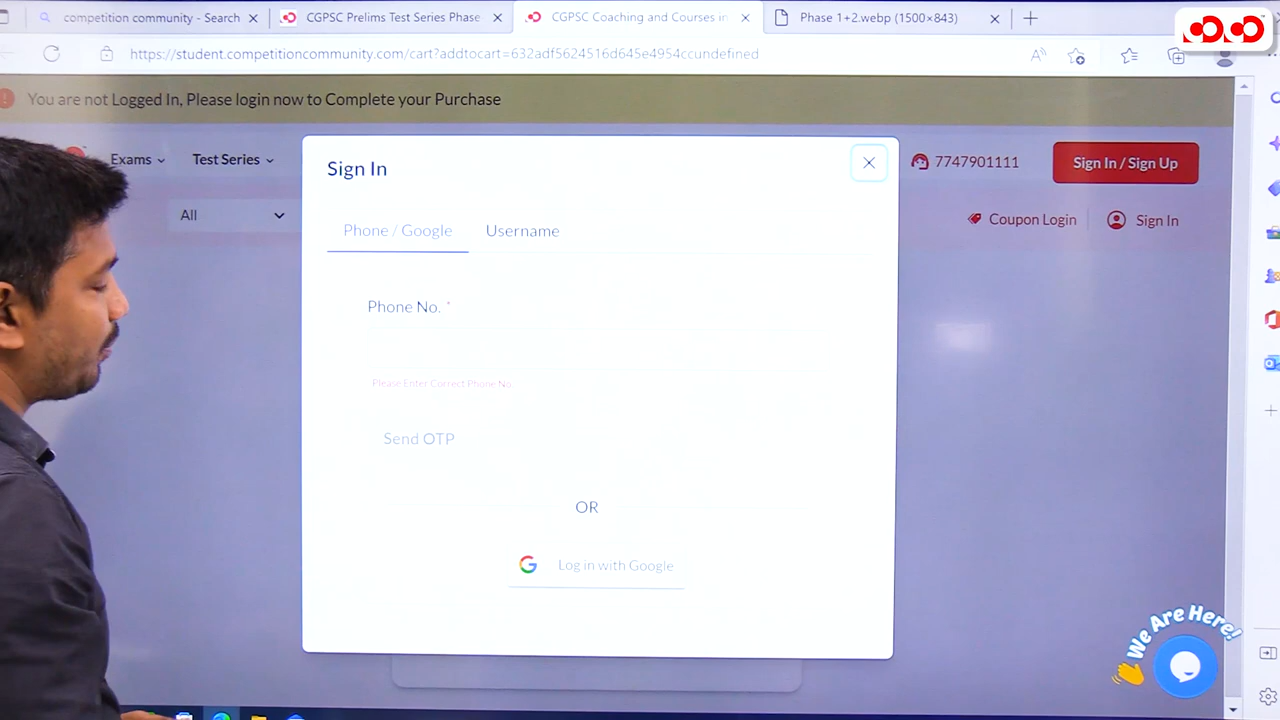 competition community - Search
CGPSC Prelims Test Series Phase
CGPSC Coaching and Courses in
Phase 1+2.webp (1500×843)
https://student.competitioncommunity.com/cart?addtocart=632adf5624516d645e4954ccundefined
You are not Logged In, Please login now to Complete your Purchase
Exams
Test Series
7747901111
Sign In / Sign Up
All
Coupon Login
Sign In
Sign In
Phone / Google
Username
Phone No. *
Please Enter Correct Phone No
Send OTP
OR
Log in with Google
We Are Here!